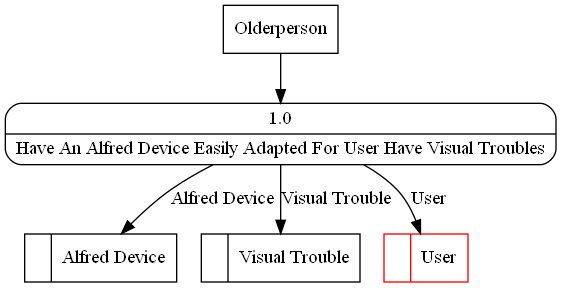 Olderperson
1.0
Have An Alfred Device Easily Adapted For User Have Visual Troubles
Alfred Device
Visual Trouble
User
Alfred Device
Visual Trouble
User